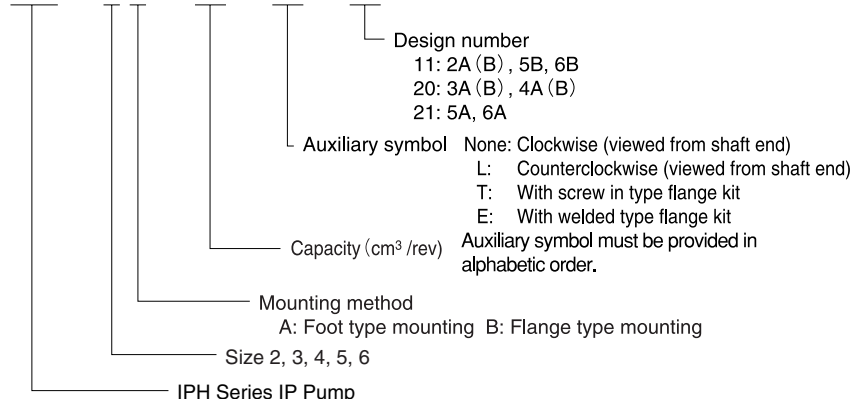 Design number
11: 2A（B）, 5B, 6B
20: 3A（B）, 4A（B）
21: 5A, 6A
Auxiliary symbol None: Clockwise (viewed from shaft end)
L: Counterclockwise (viewed from shaft end)
T: With screw in type flange kit
E: With welded type flange kit
Auxiliary symbol must be provided in
alphabetic order.
Capacity（cm³ /rev)
Mounting method
A: Foot type mounting B: Flange type mounting
Size 2, 3, 4, 5, 6
IPH Series IP Pump